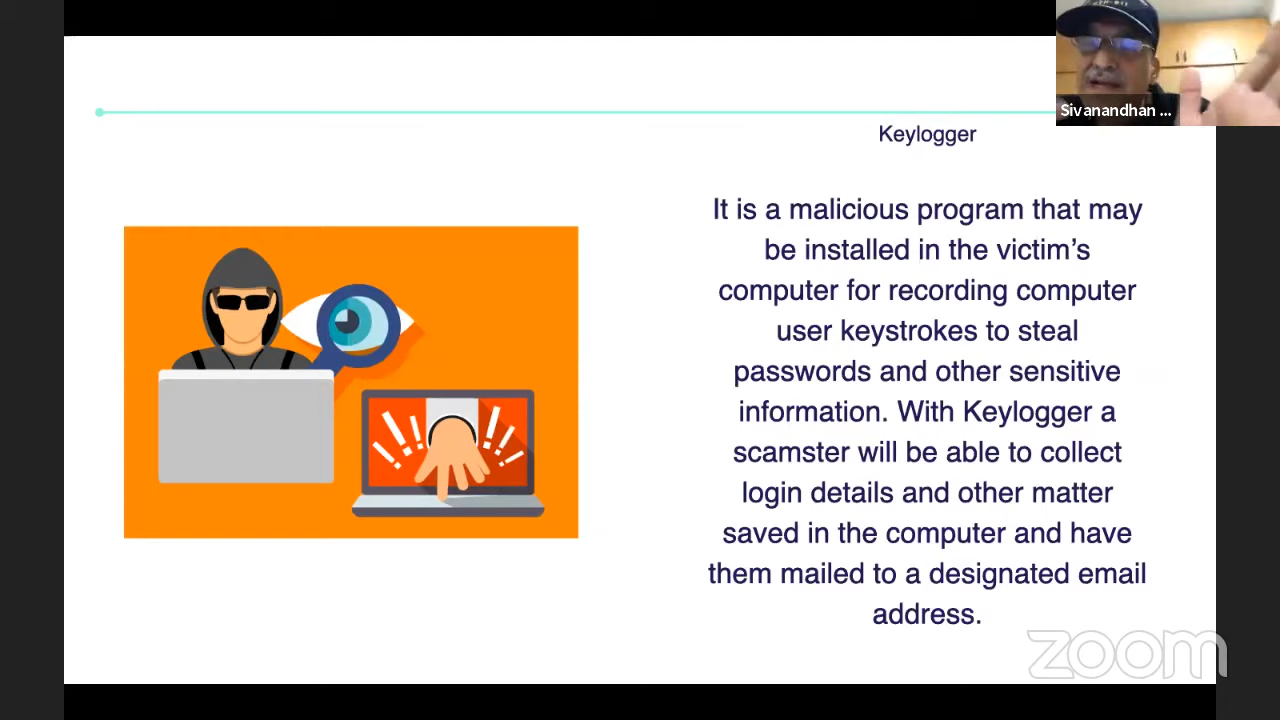 Sivanandhan ...
Keylogger
It is a malicious program that may
be installed in the victim’s
computer for recording computer
user keystrokes to steal
passwords and other sensitive
information. With Keylogger a
scamster will be able to collect
login details and other matter
saved in the computer and have
them mailed to a designated email
address.
zoom